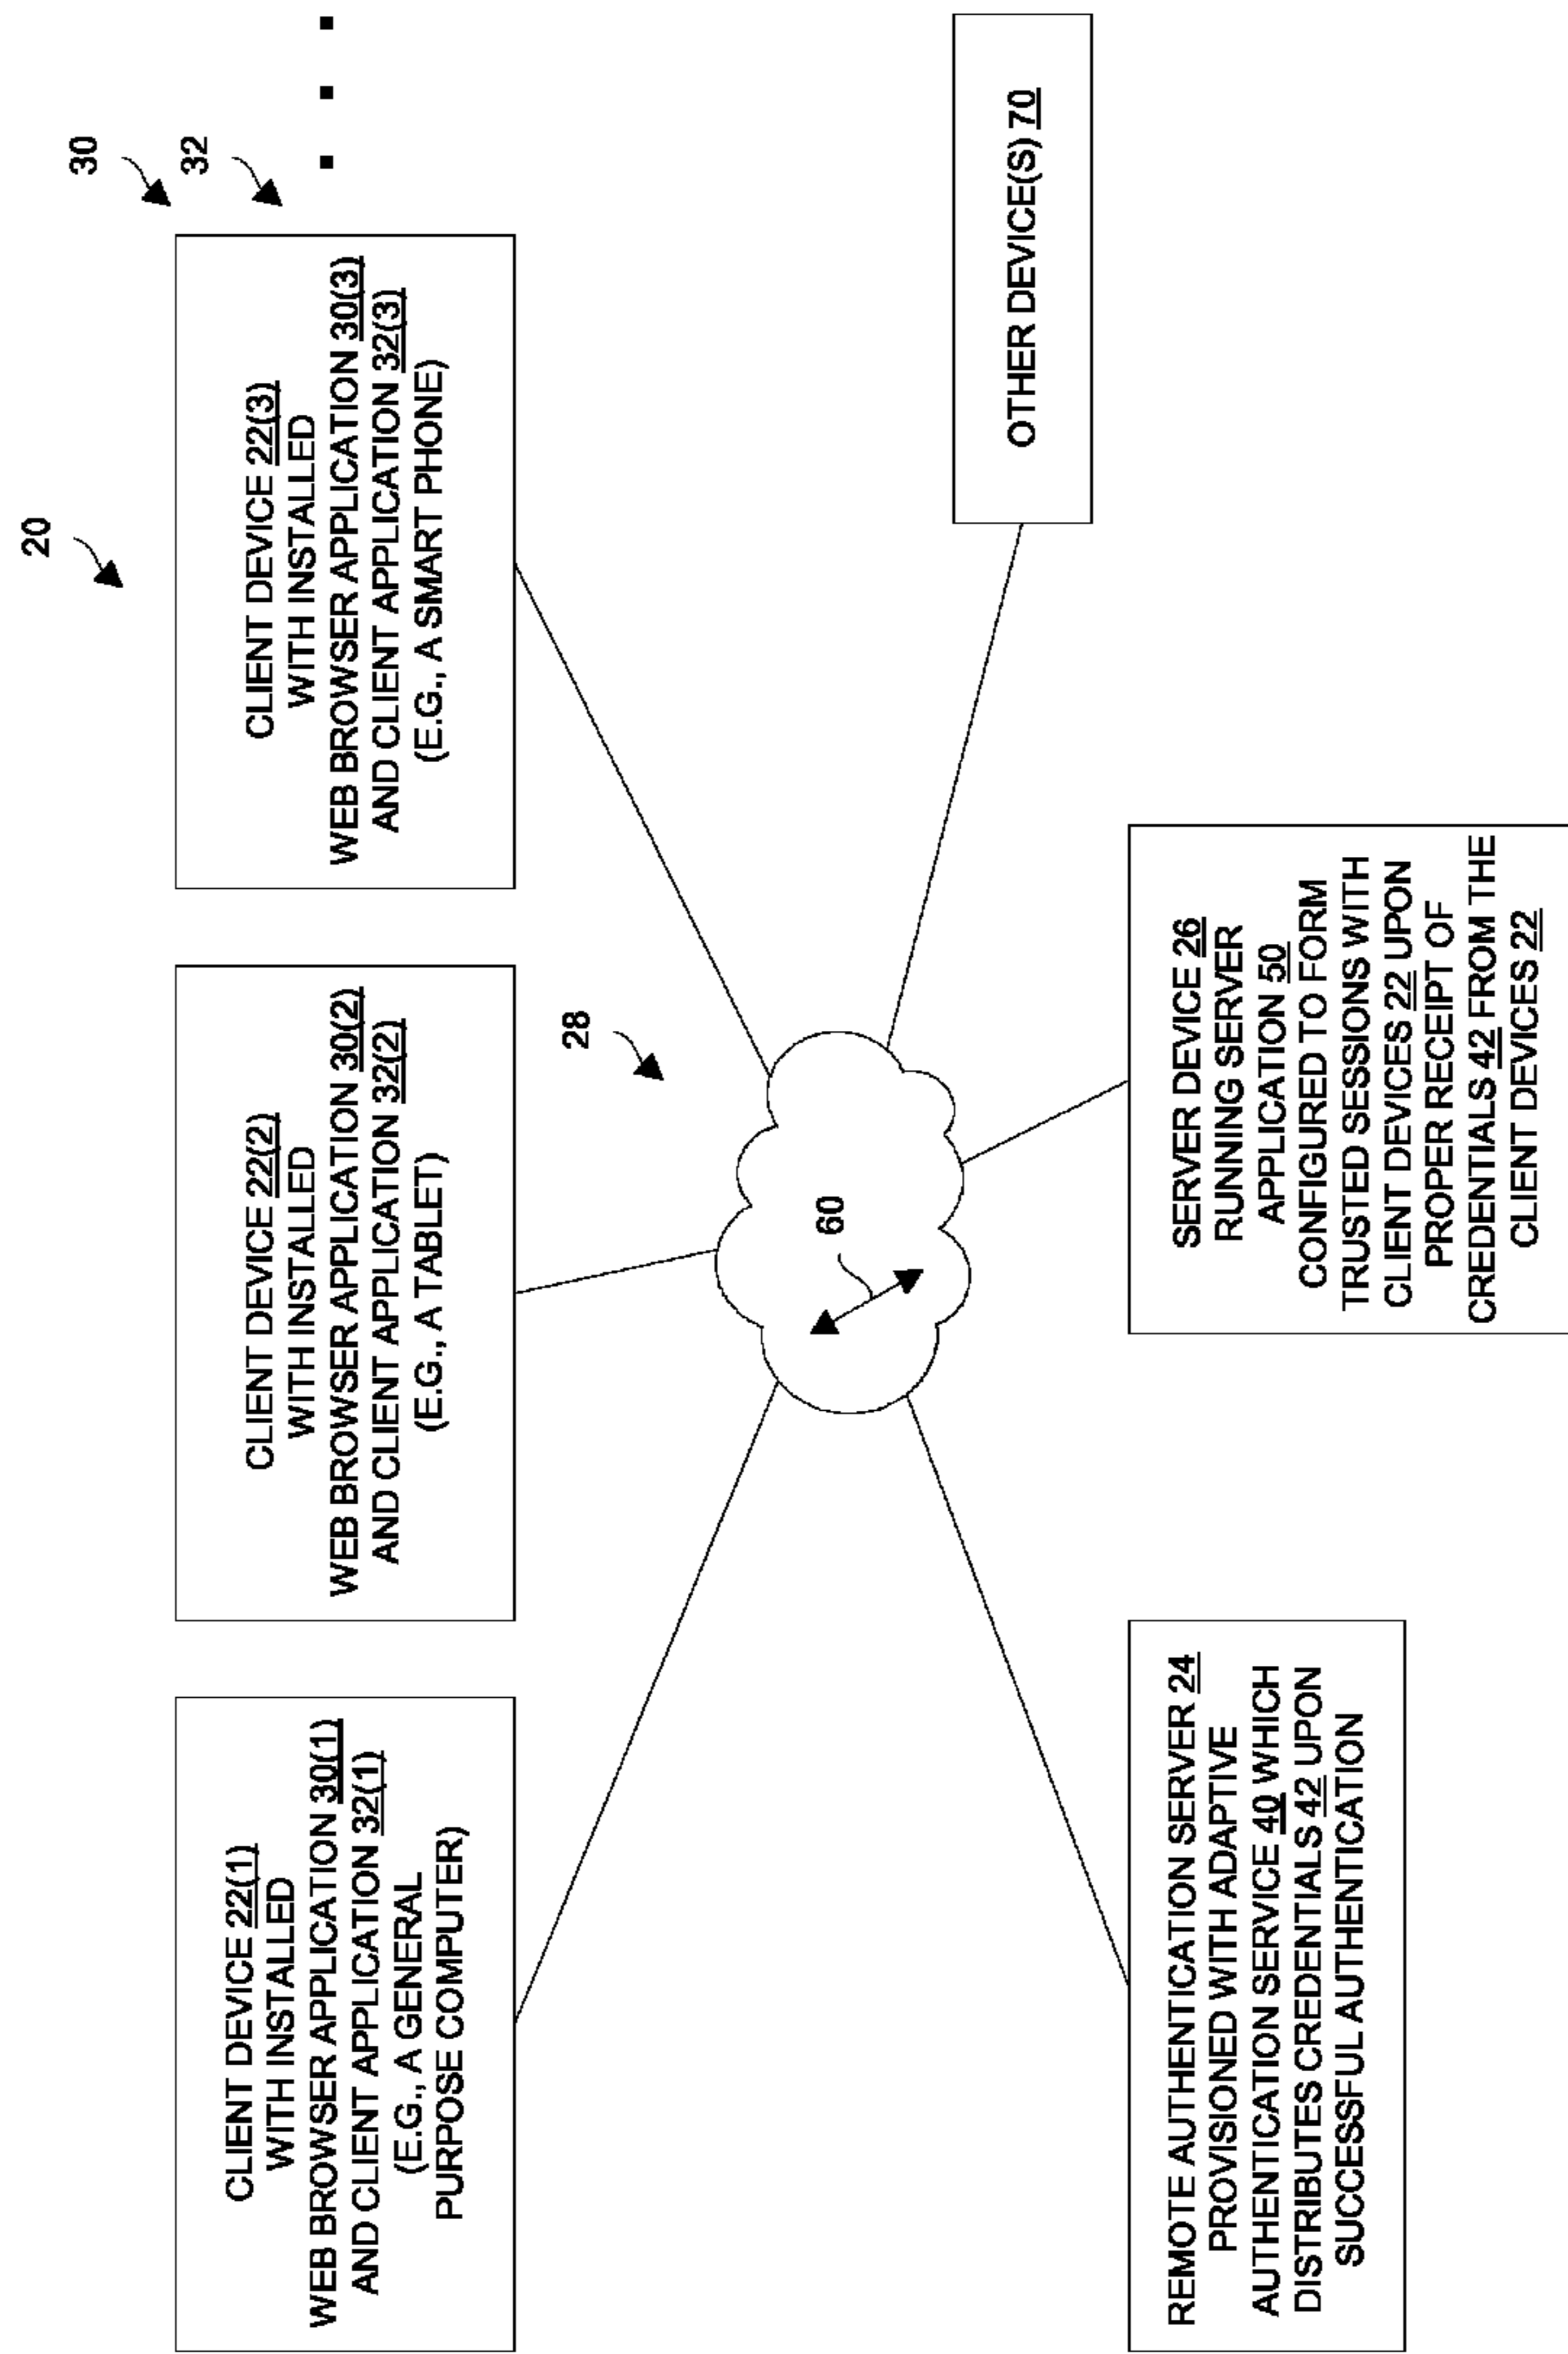 20
30
32
CLIENT DEVICE 22(1)
WITH INSTALLED
WEB BROWSER APPLICATION 30(1)
AND CLIENT APPLICATION 32(1)
(E.G., A GENERAL
PURPOSE COMPUTER)
CLIENT DEVICE 22(2)
WITH INSTALLED
WEB BROWSER APPLICATION 30(2)
AND CLIENT APPLICATION 32(2)
(E.G., A TABLET)
CLIENT DEVICE 22(3)
WITH INSTALLED
WEB BROWSER APPLICATION 30(3)
AND CLIENT APPLICATION 32(3)
(E.G., A SMART PHONE)
28
60
REMOTE AUTHENTICATION SERVER 24
PROVISIONED WITH ADAPTIVE
AUTHENTICATION SERVICE 40 WHICH
DISTRIBUTES CREDENTIALS 42 UPON
SUCCESSFUL AUTHENTICATION
SERVER DEVICE 26
RUNNING SERVER
APPLICATION 50
CONFIGURED TO FORM
TRUSTED SESSIONS WITH
CLIENT DEVICES 22 UPON
PROPER RECEIPT OF
CREDENTIALS 42 FROM THE
CLIENT DEVICES 22
OTHER DEVICE(S) 70